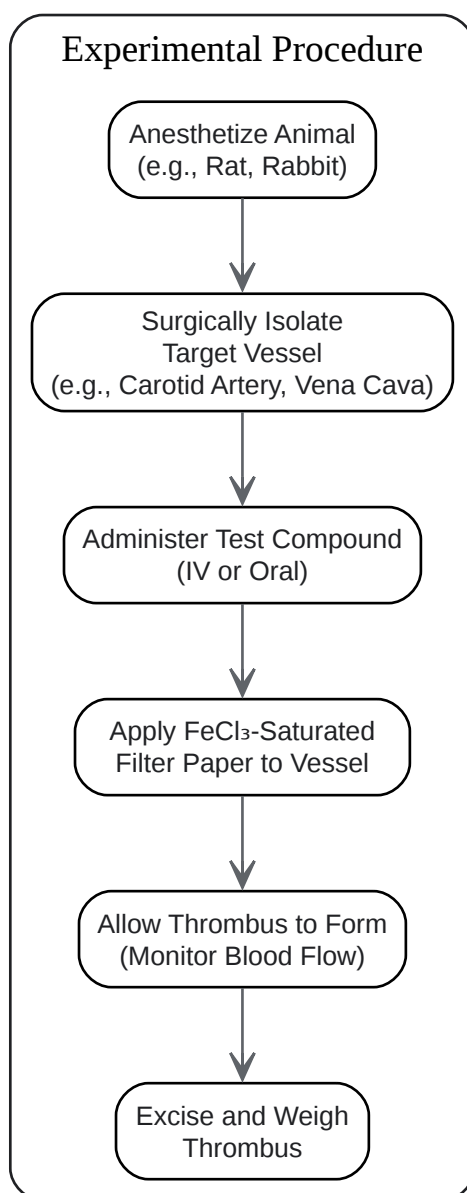 Experimental Procedure
Anesthetize Animal
(e.g., Rat, Rabbit)
Surgically Isolate
Target Vessel
(e.g., Carotid Artery, Vena Cava)
Administer Test Compound
(IV or Oral)
Apply FeCl₃-Saturated
Filter Paper to Vessel
Allow Thrombus to Form
(Monitor Blood Flow)
Excise and Weigh
Thrombus